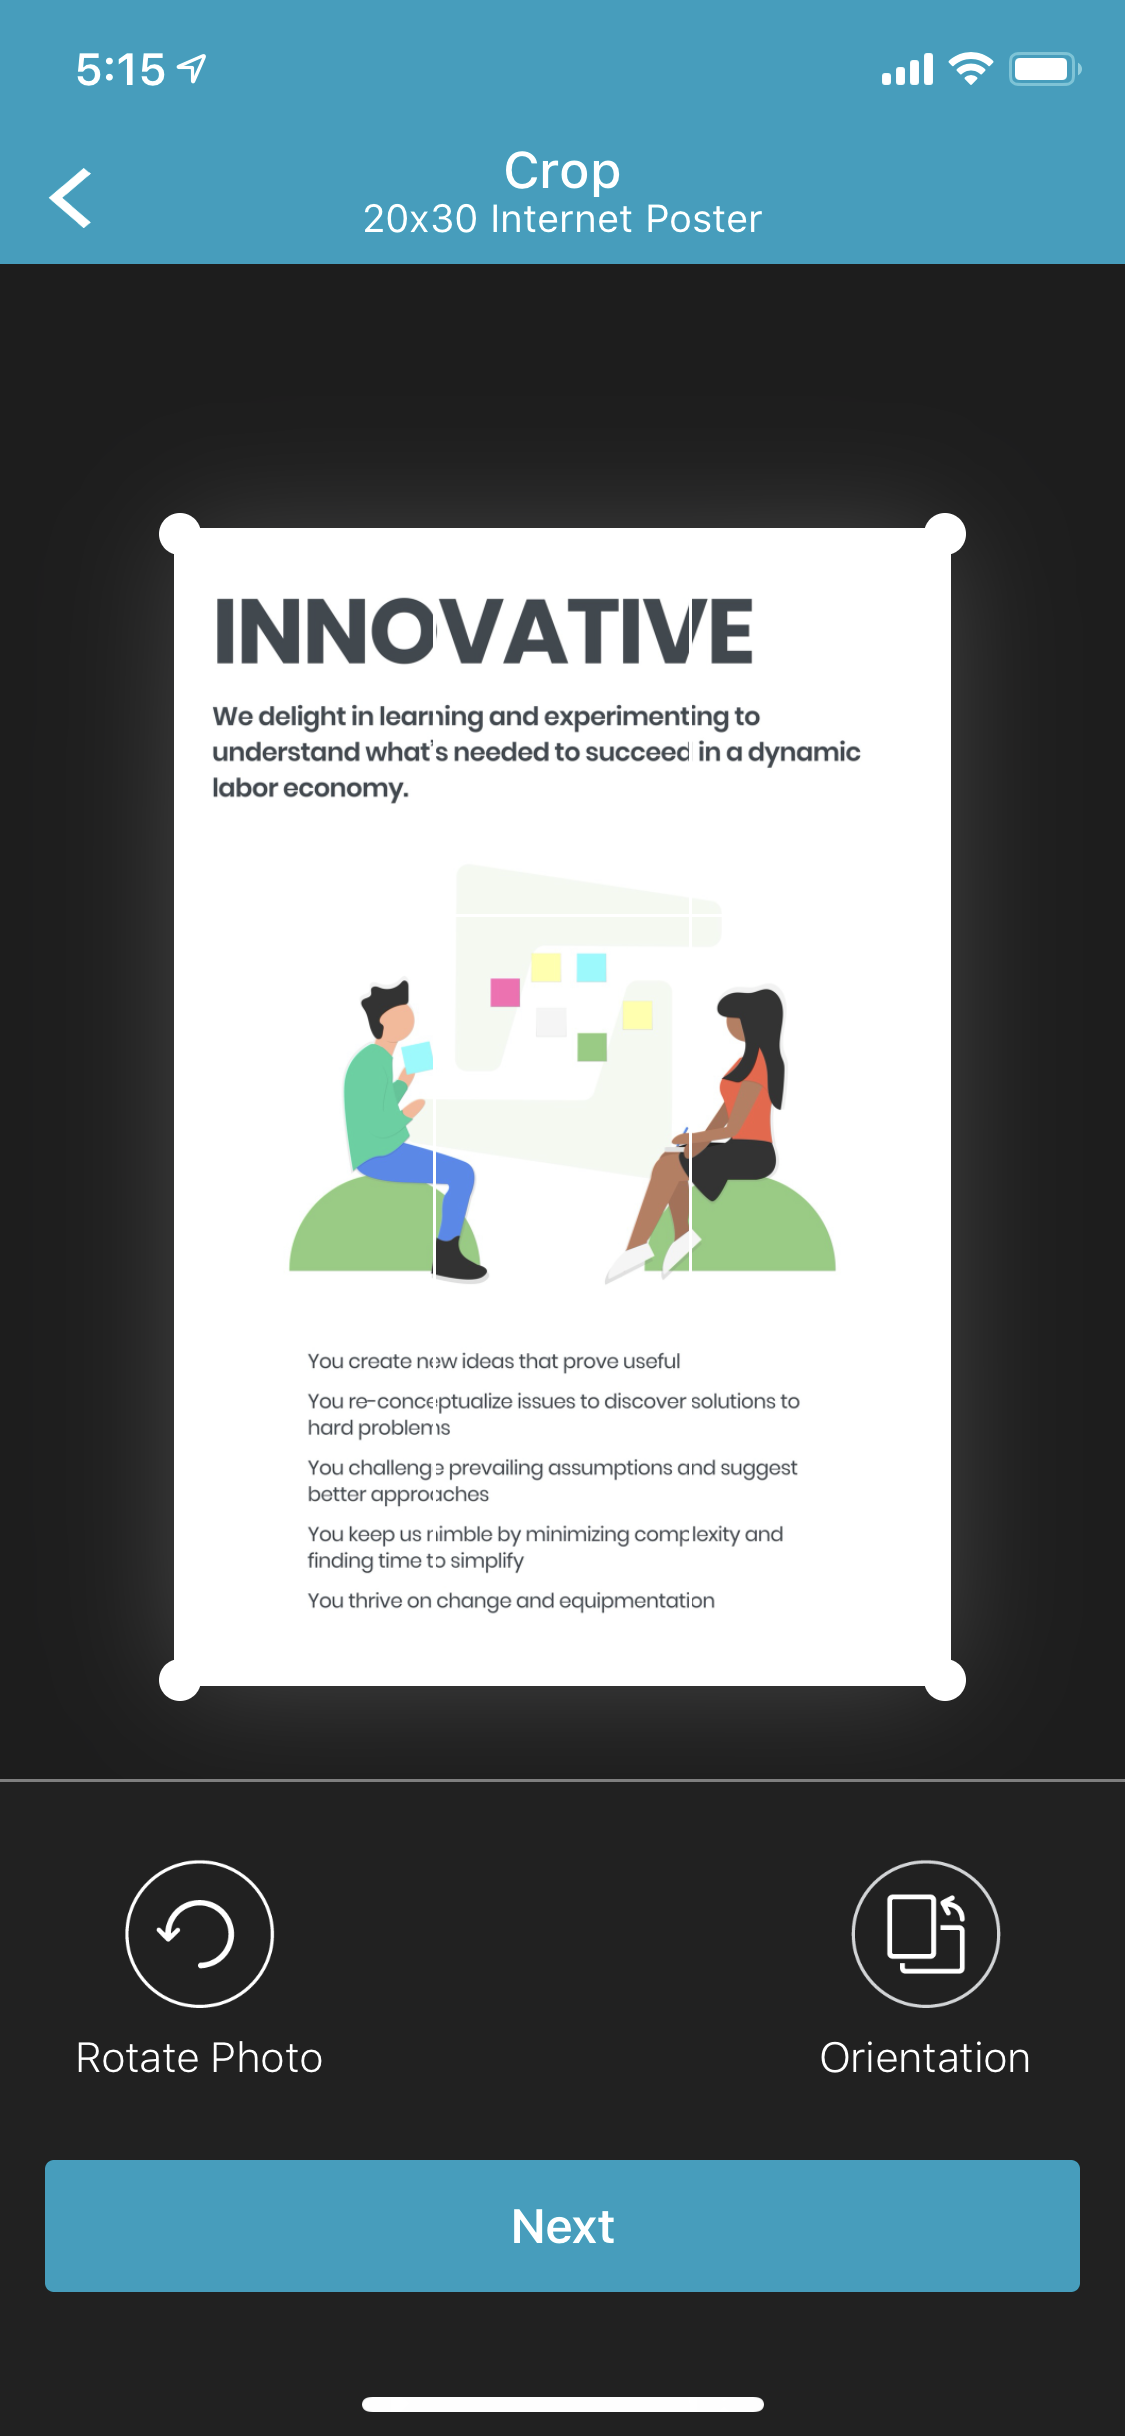 5:15
Crop
20x30 Internet Poster
INNOVATIVE
We delight in learning and experimenting to
understand what's needed to succeed in a dynamic
labor economy.
You create new ideas that prove useful
You re-conceptualize issues to discover solutions to
hard problems
You challenge prevailing assumptions and suggest
better approaches
You keep us nimble by minimizing complexity and
finding time to simplify
You thrive on change and equipmentation
Rotate Photo
Orientation
Next